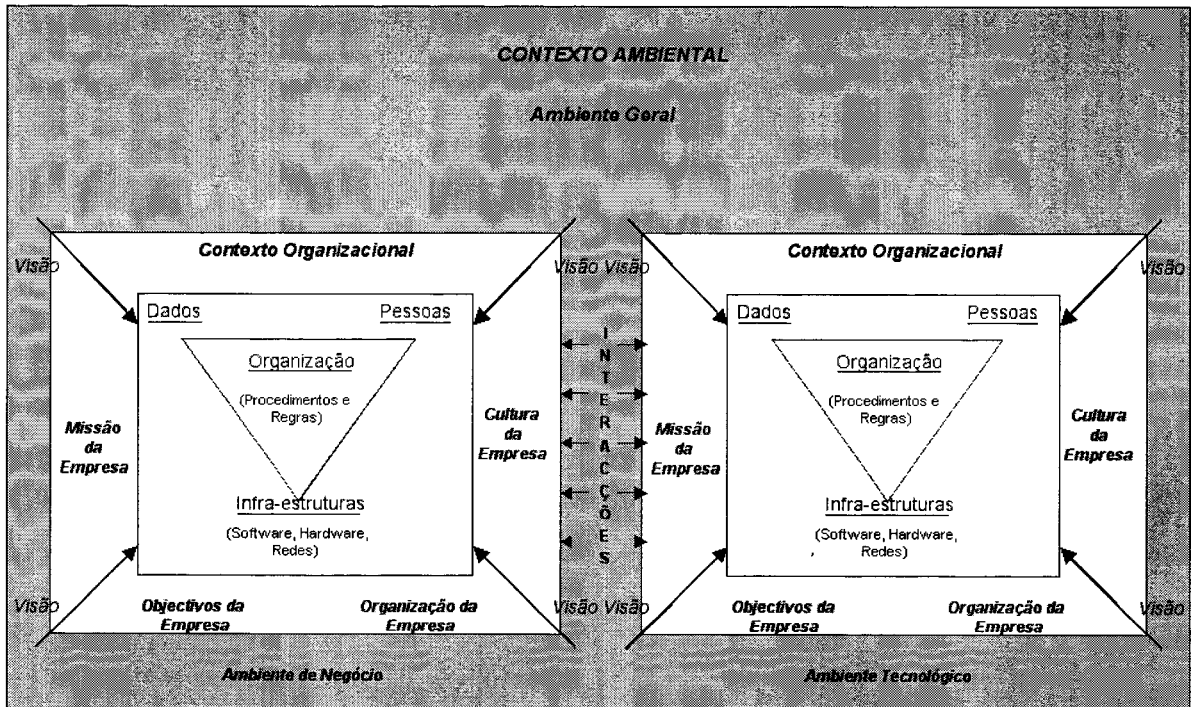 CONTEXTO AMBIENTAL
Ambiente Geral
Contexto Organizacional
Visão
Visão
Dados
Pessoas
Organização
(Procedimentos e
Regras)
Missão
da
Empresa
Cultura
da
Empresa
Infra-estruturas
(Software, Hardware,
Redes)
Visão
Visão
Objectivos da
Empresa
Organização da
Empresa
Ambiente de Negócio
INTERACÇÕES
Contexto Organizacional
Visão
Visão
Dados
Pessoas
Organização
(Procedimentos e
Regras)
Missão
da
Empresa
Cultura
da
Empresa
Infra-estruturas
(Software, Hardware,
Redes)
Visão
Visão
Objectivos da
Empresa
Organização da
Empresa
Ambiente Tecnológico